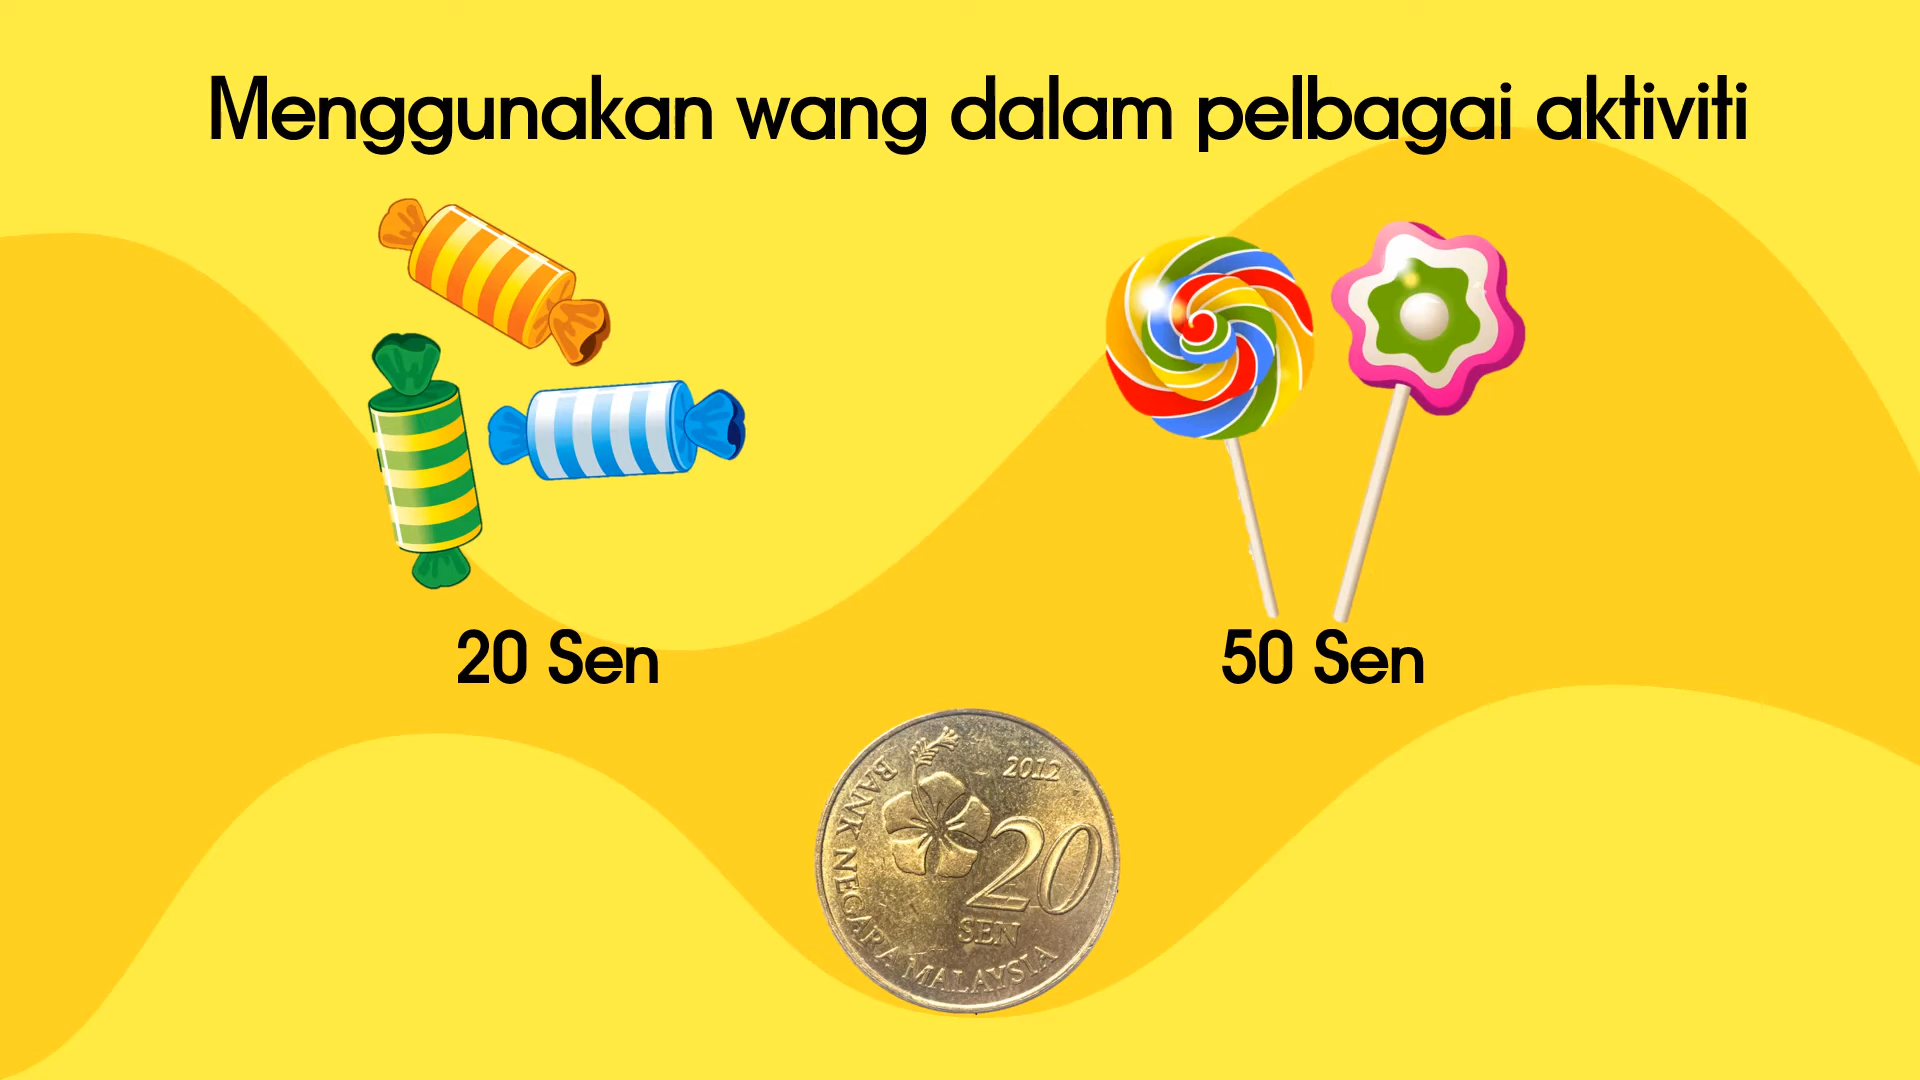 Menggunakan wang dalam pelbagai aktiviti
20 Sen
50 Sen
2012
20
SEN
BANK NEGARA MALAYSIA